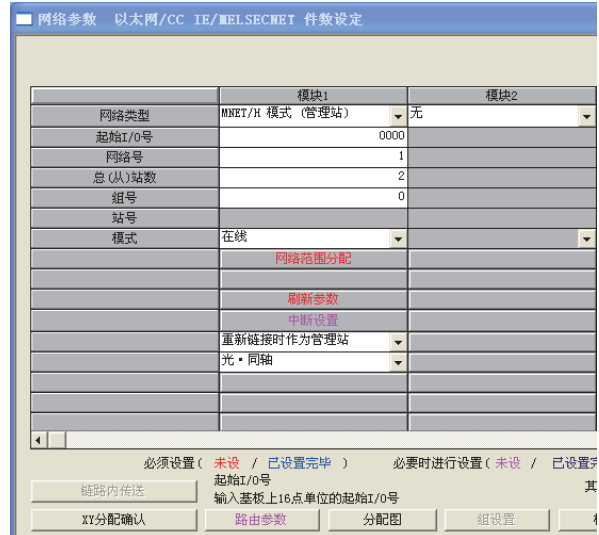 网络参数 以太网/CC IE/MELSECNET 件数设定
模块1 模块2
网络类型 MNET/H 模式 (管理站) 无
起始I/O号 0000
网络号 1
总(从)站数 2
组号 0
站号
模式 在线
网络范围分配
刷新参数
中断设置
重新链接时作为管理站
光·同轴
必须设置( 未设 / 已设置完毕 ) 必要时进行设置( 未设 / 已设置
起始I/O号
链路内传送 输入基板上16点单位的起始I/O号 其
XY分配确认 路由参数 分配图 组设置